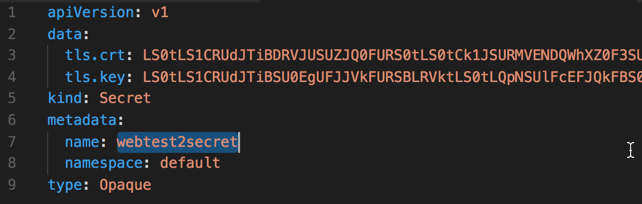 1 apiVersion: v1
2 data:
3 tls.crt: LS0tLS1CRUdJTiBDRVJUSUZJQ0FURS0tLS0tCk1JSURMVENDQWhXZ0F3SU
4 tls.key: LS0tLS1CRUdJTiBSU0EgUFJJVkFURSBLRVktLS0tLQpNSUlFcEFJQkFBS0
5 kind: Secret
6 metadata:
7 name: webtest2secret
8 namespace: default
9 type: Opaque